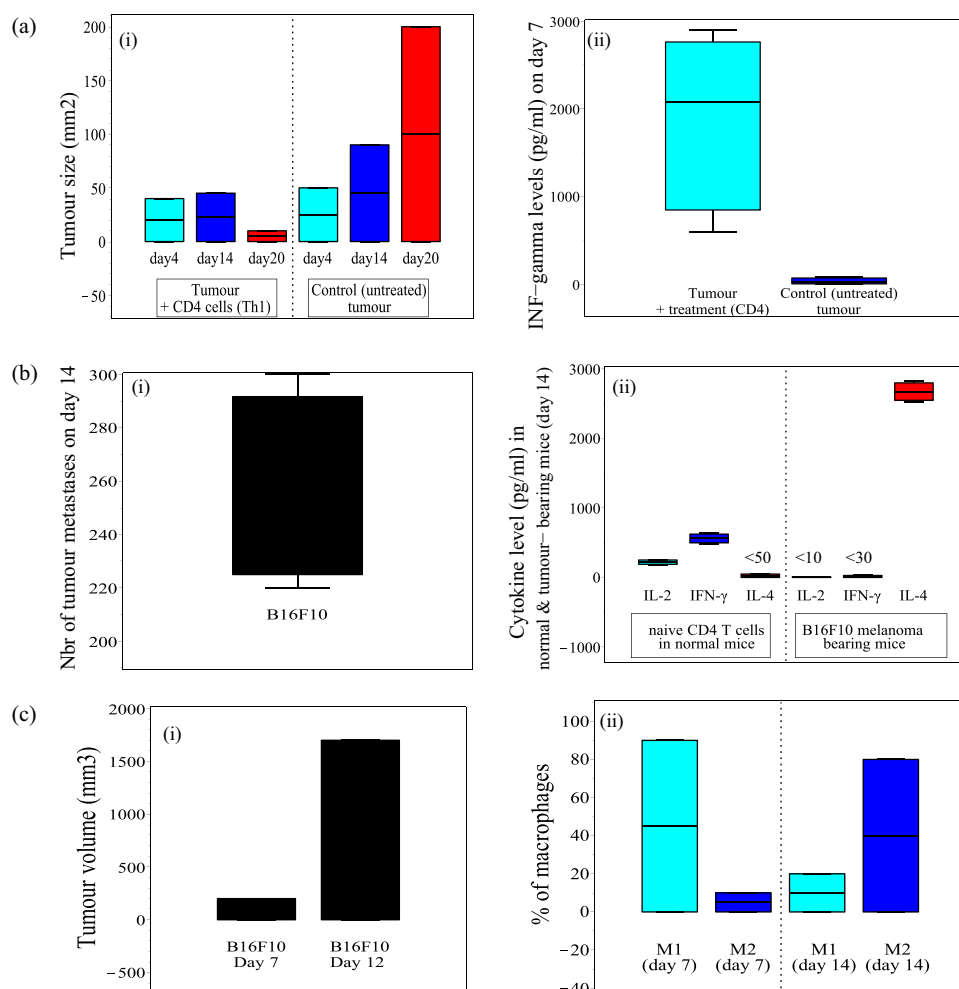 (a)
(i)
Tumour size (mm2)
200
150
100
50
0
−50
day4 day14 day20 day4 day14 day20
Tumour
+ CD4 cells (Th1)
Control (untreated)
tumour
(ii)
INF−gamma levels (pg/ml) on day 7
3000
2000
1000
0
Tumour
+ treatment (CD4)
Control (untreated)
tumour
(b)
(i)
Nbr of tumour metastases on day 14
300
280
260
240
220
200
B16F10
(ii)
Cytokine level (pg/ml) in
normal & tumour− bearing mice (day 14)
3000
2000
1000
0
−1000
<50 <10 <30
IL-2 IFN-γ IL-4 IL-2 IFN-γ IL-4
naive CD4 T cells
in normal mice
B16F10 melanoma
bearing mice
(c)
(i)
Tumour volume (mm3)
2000
1500
1000
500
0
−500
B16F10
Day 7
B16F10
Day 12
(ii)
% of macrophages
100
80
60
40
20
0
−20
−40
M1
(day 7)
M2
(day 7)
M1
(day 14)
M2
(day 14)